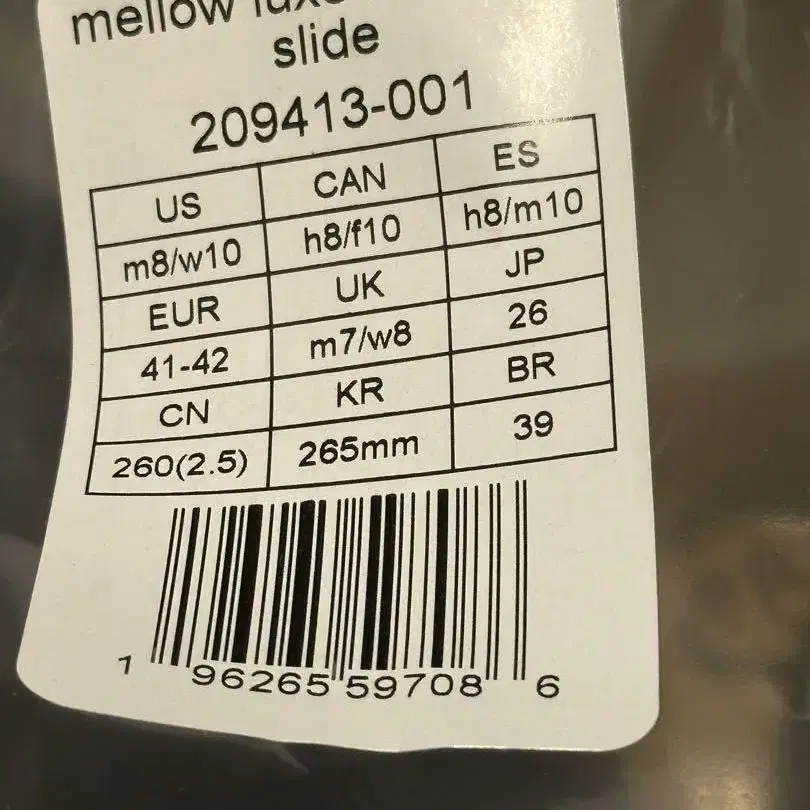 mellow
slide
209413-001
US CAN ES
m8/w10 h8/f10 h8/m10
EUR UK JP
41-42 m7/w8 26
CN KR BR
260(2.5) 265mm 39
1 96265 59708 6